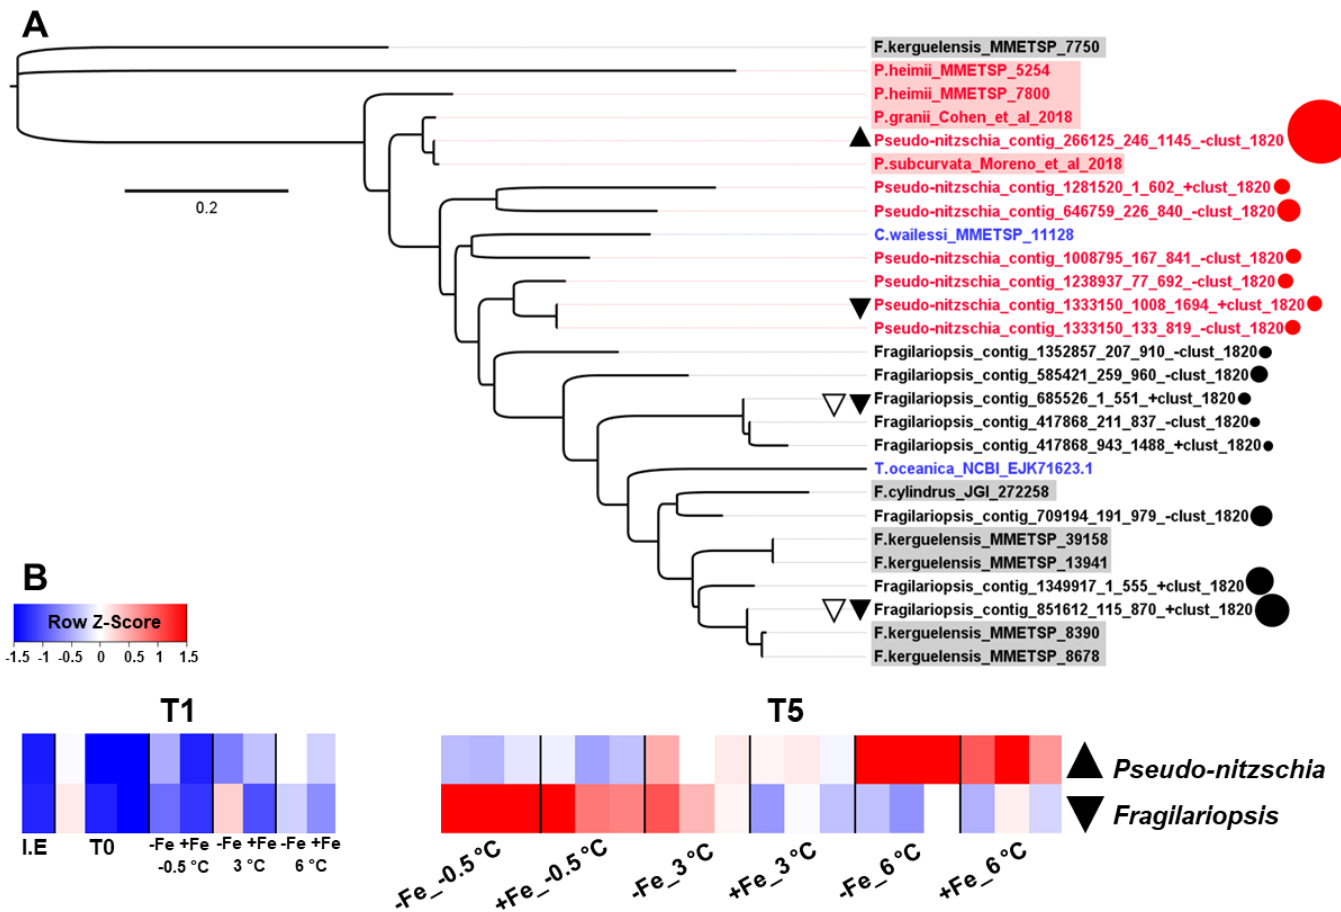 A
F.kerguelensis_MMETSP_7750
P.heimii_MMETSP_5254
P.heimii_MMETSP_7800
P.granii_Cohen_et_al_2018
Pseudo-nitzschia_contig_266125_246_1145_-clust_1820
P.subcurvata_Moreno_et_al_2018
0.2
Pseudo-nitzschia_contig_1281520_1_602_+clust_1820
Pseudo-nitzschia_contig_646759_226_840_-clust_1820
C.wailessi_MMETSP_11128
Pseudo-nitzschia_contig_1008795_167_841_-clust_1820
Pseudo-nitzschia_contig_1238937_77_692_-clust_1820
Pseudo-nitzschia_contig_1333150_1008_1694_+clust_1820
Pseudo-nitzschia_contig_1333150_133_819_-clust_1820
Fragilariopsis_contig_1352857_207_910_-clust_1820
Fragilariopsis_contig_585421_259_960_-clust_1820
Fragilariopsis_contig_685526_1_551_+clust_1820
Fragilariopsis_contig_417868_211_837_-clust_1820
Fragilariopsis_contig_417868_943_1488_+clust_1820
T.oceanica_NCBI_EJK71623.1
F.cylindrus_JGI_272258
Fragilariopsis_contig_709194_191_979_-clust_1820
F.kerguelensis_MMETSP_39158
F.kerguelensis_MMETSP_13941
Fragilariopsis_contig_1349917_1_555_+clust_1820
Fragilariopsis_contig_851612_115_870_+clust_1820
F.kerguelensis_MMETSP_8390
F.kerguelensis_MMETSP_8678
B
Row Z-Score
-1.5 -1 -0.5 0 0.5 1 1.5
T1 T5
Pseudo-nitzschia
Fragilariopsis
I.E T0 -Fe +Fe -Fe +Fe -Fe +Fe
-0.5 °C 3 °C 6 °C
-Fe_-0.5 °C +Fe_-0.5 °C -Fe_3 °C +Fe_3 °C -Fe_6 °C +Fe_6 °C